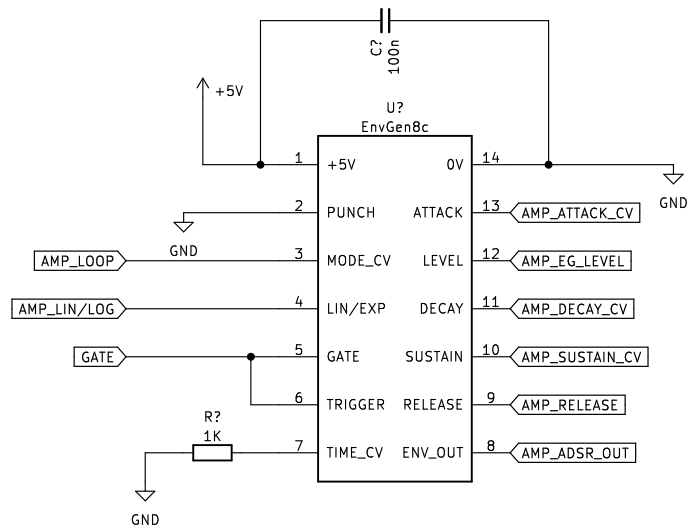 C?
100n
+5V
U?
EnvGen8c
1 +5V 0V 14
GND
2 PUNCH ATTACK 13 AMP_ATTACK_CV
GND
AMP_LOOP 3 MODE_CV LEVEL 12 AMP_EG_LEVEL
AMP_LIN/LOG 4 LIN/EXP DECAY 11 AMP_DECAY_CV
GATE 5 GATE SUSTAIN 10 AMP_SUSTAIN_CV
6 TRIGGER RELEASE 9 AMP_RELEASE
R?
1K
7 TIME_CV ENV_OUT 8 AMP_ADSR_OUT
GND